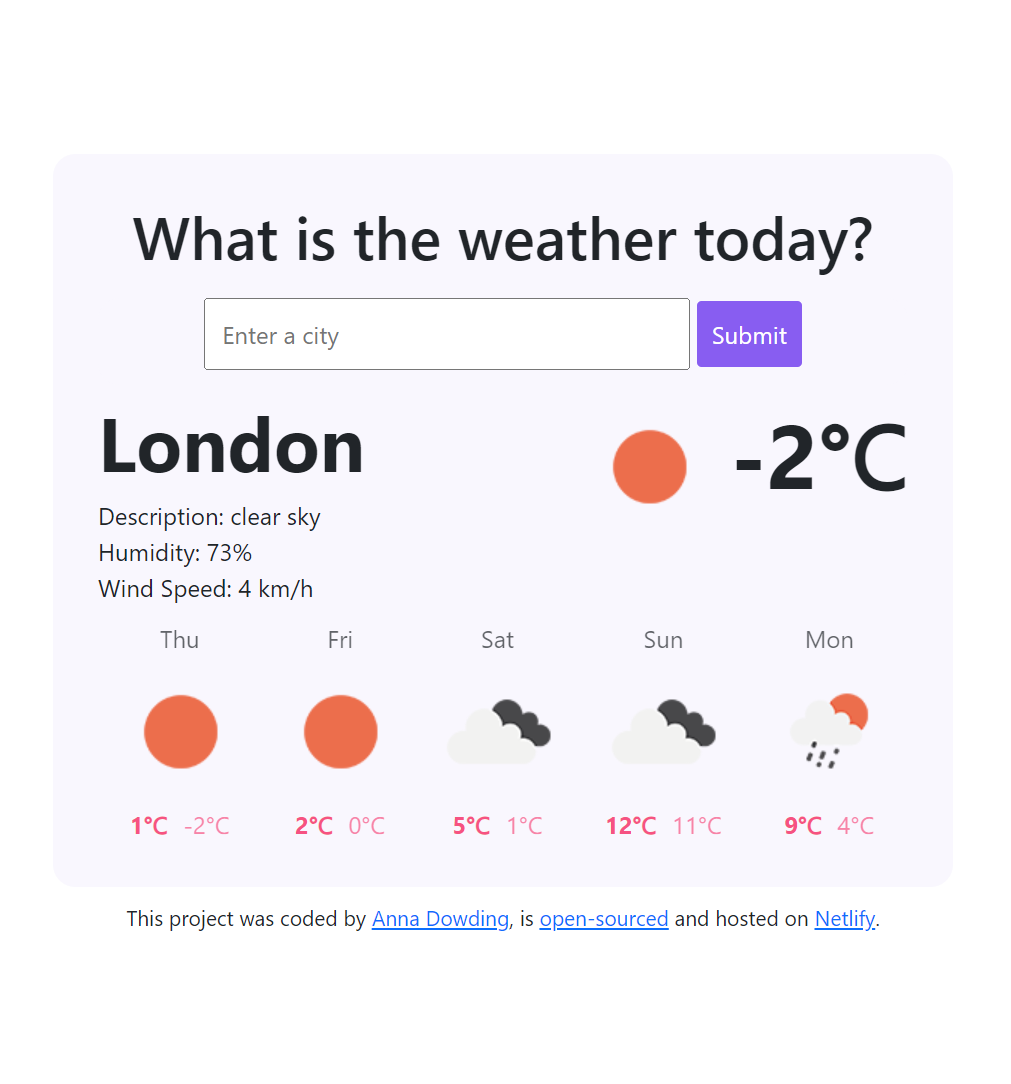 What is the weather today?
Enter a city Submit
London -2°C
Description: clear sky
Humidity: 73%
Wind Speed: 4 km/h
Thu Fri Sat Sun Mon
1°C -2°C 2°C 0°C 5°C 1°C 12°C 11°C 9°C 4°C
This project was coded by Anna Dowding, is open-sourced and hosted on Netlify.